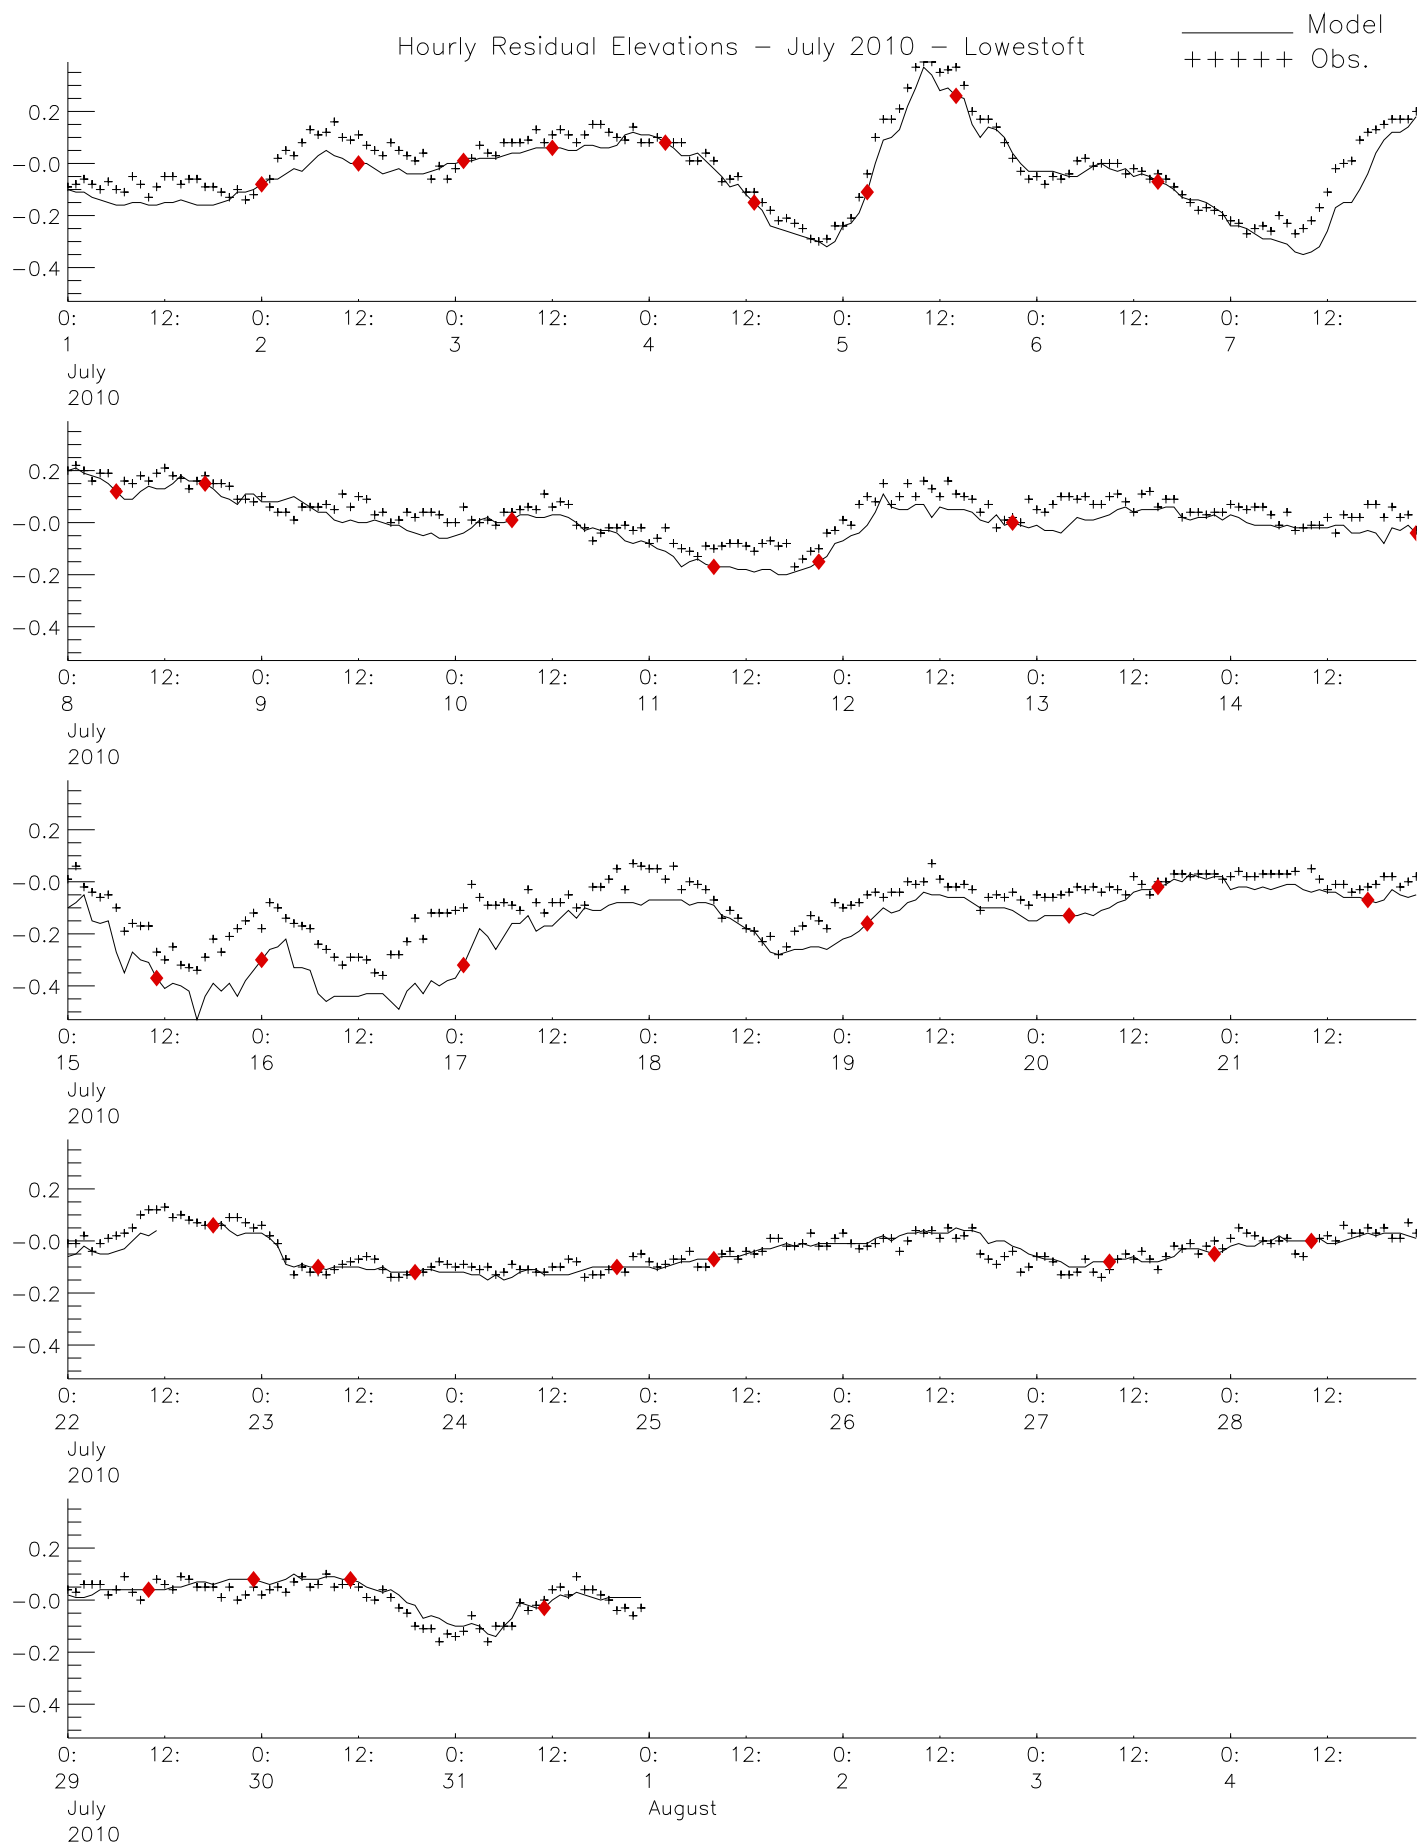 Model
Hourly Residual Elevations − July 2010 − Lowestoft
+++++ Obs.
0.2
−0.0
−0.2
−0.4
0: 12: 0: 12: 0: 12: 0: 12: 0: 12: 0: 12: 0: 12:
1 2 3 4 5 6 7
July
2010
0.2
−0.0
−0.2
−0.4
0: 12: 0: 12: 0: 12: 0: 12: 0: 12: 0: 12: 0: 12:
8 9 10 11 12 13 14
July
2010
0.2
−0.0
−0.2
−0.4
0: 12: 0: 12: 0: 12: 0: 12: 0: 12: 0: 12: 0: 12:
15 16 17 18 19 20 21
July
2010
0.2
−0.0
−0.2
−0.4
0: 12: 0: 12: 0: 12: 0: 12: 0: 12: 0: 12: 0: 12:
22 23 24 25 26 27 28
July
2010
0.2
−0.0
−0.2
−0.4
0: 12: 0: 12: 0: 12: 0: 12: 0: 12: 0: 12: 0: 12:
29 30 31 1 2 3 4
July August
2010